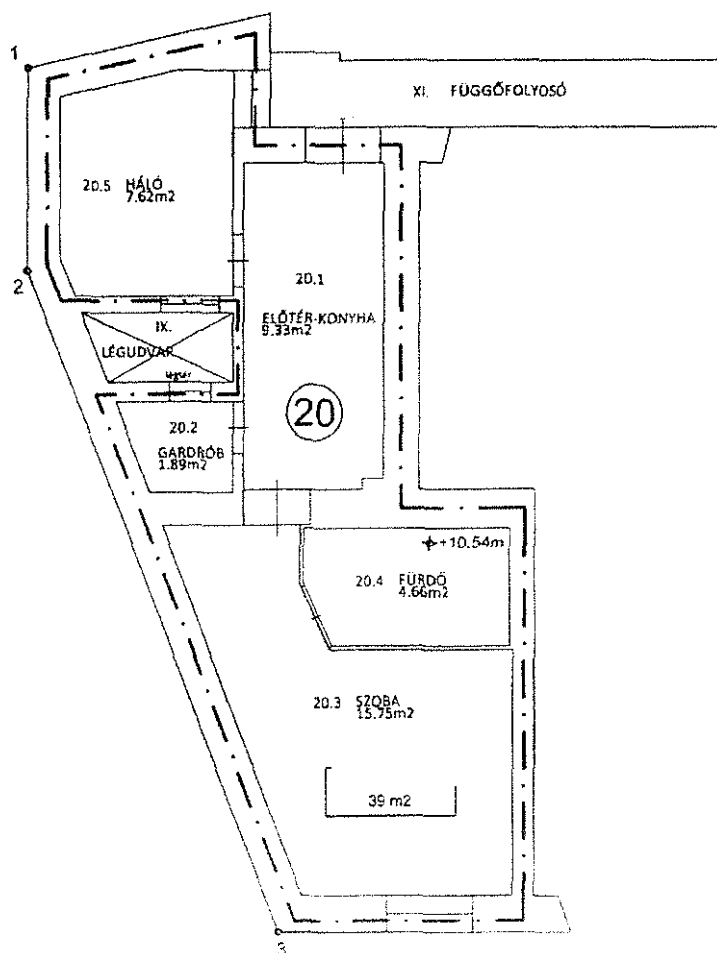 1
XI. FÜGGŐFOLYOSÓ
20.5 HÁLÓ
7.62m2
2
20.1
ELŐTÉR-KONYHA
9.33m2
IX.
LÉGUDVAR
20
20.2
GARDRÓB
1.89m2
+10.54m
20.4 FÜRDŐ
4.66m2
20.3 SZOBA
15.75m2
39 m2
3